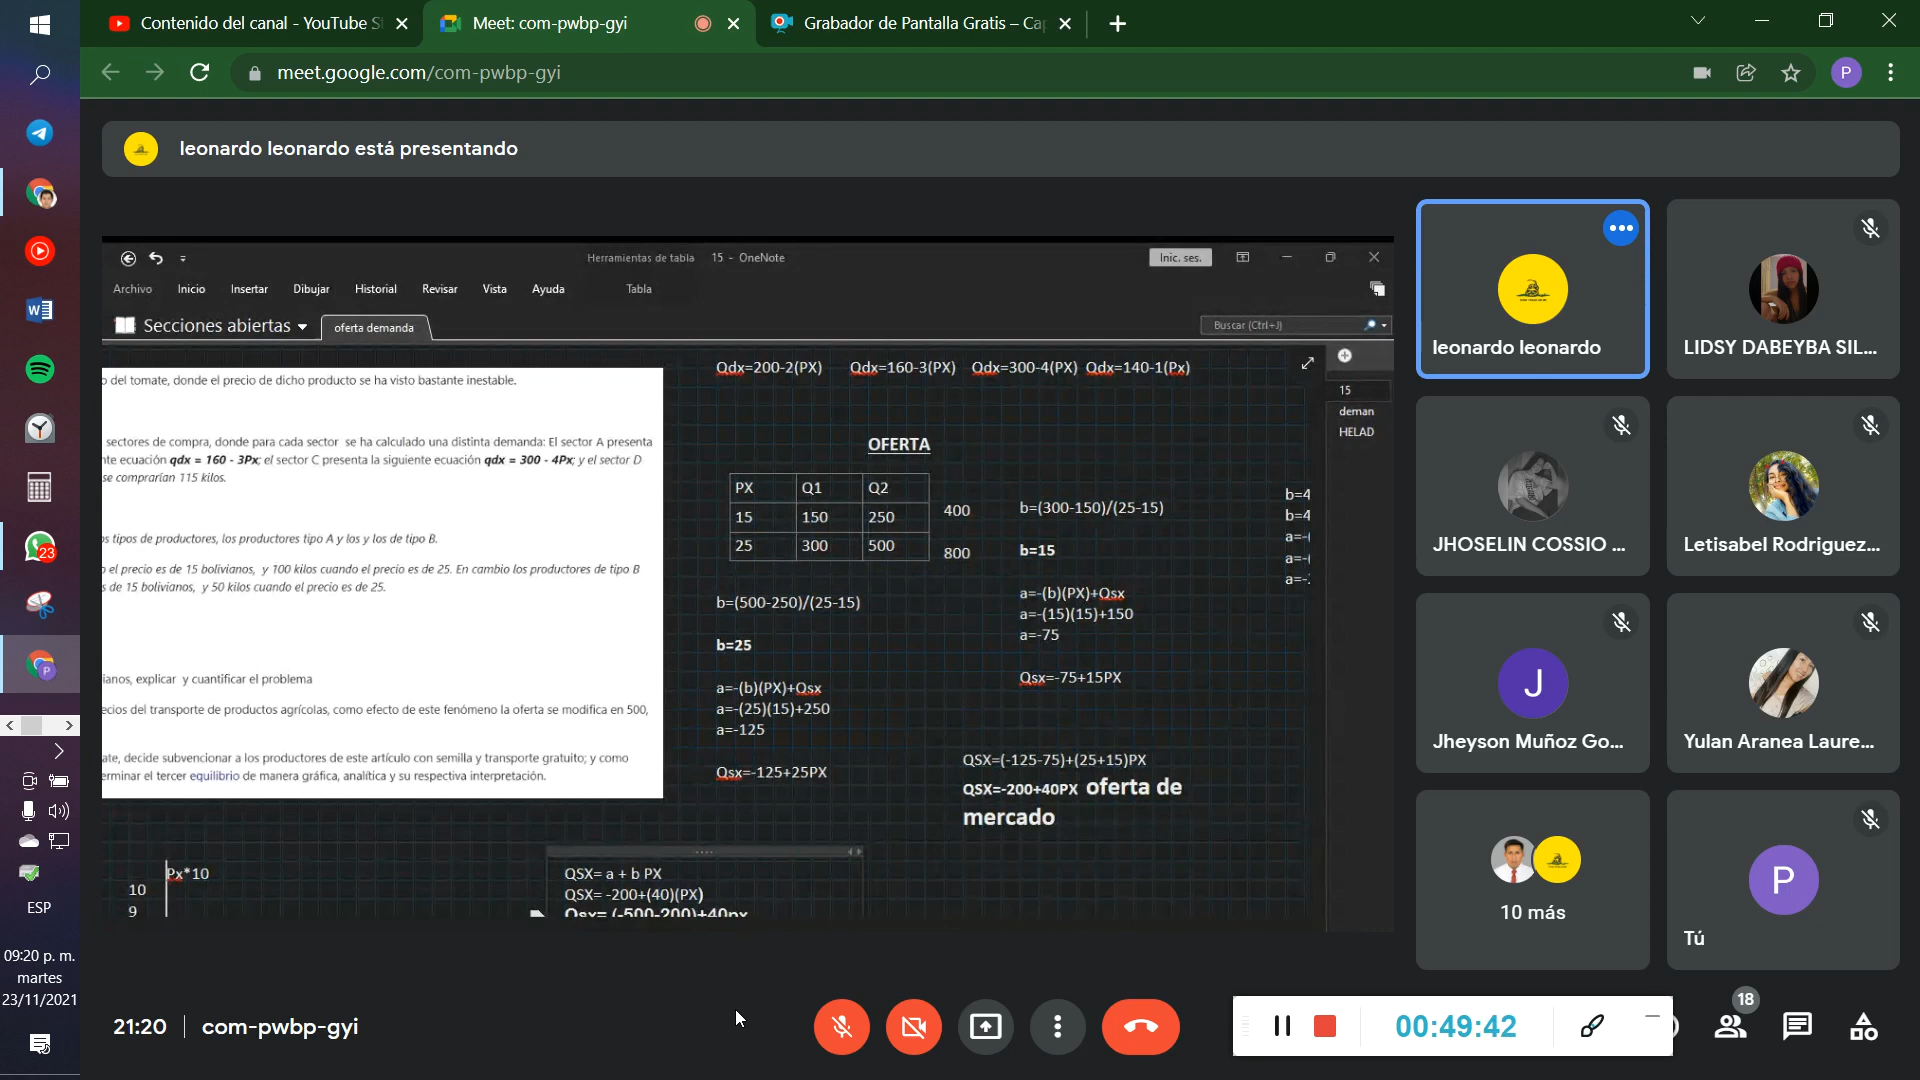 Contenido del canal - YouTube S
Meet: com-pwbp-gyi
Grabador de Pantalla Gratis – Ca
meet.google.com/com-pwbp-gyi
P
leonardo leonardo está presentando
Herramientas de tabla 15 - OneNote
Inic. ses.
Archivo Inicio Insertar Dibujar Historial Revisar Vista Ayuda Tabla
Secciones abiertas
oferta demanda
Buscar (Ctrl+J)
del tomate, donde el precio de dicho producto se ha visto bastante inestable.
sectores de compra, donde para cada sector se ha calculado una distinta demanda: El sector A presenta
nte ecuación qdx = 160 - 3Px; el sector C presenta la siguiente ecuación qdx = 300 - 4Px; y el sector D
se comprarían 115 kilos.
os tipos de productores, los productores tipo A y los y los de tipo B.
o el precio es de 15 bolivianos, y 100 kilos cuando el precio es de 25. En cambio los productores de tipo B
s de 15 bolivianos, y 50 kilos cuando el precio es de 25.
ianos, explicar y cuantificar el problema
ecios del transporte de productos agrícolas, como efecto de este fenómeno la oferta se modifica en 500,
ate, decide subvencionar a los productores de este artículo con semilla y transporte gratuito; y como
erminar el tercer equilibrio de manera gráfica, analítica y su respectiva interpretación.
Qdx=200-2(PX) Qdx=160-3(PX) Qdx=300-4(PX) Qdx=140-1(Px)
OFERTA
PX Q1 Q2
15 150 250 400
25 300 500 800
b=(500-250)/(25-15)
b=25
a=-(b)(PX)+Qsx
a=-(25)(15)+250
a=-125
Qsx=-125+25PX
b=(300-150)/(25-15)
b=15
a=-(b)(PX)+Qsx
a=-(15)(15)+150
a=-75
Qsx=-75+15PX
QSX=(-125-75)+(25+15)PX
QSX=-200+40PX oferta de
mercado
b=4
b=4
a=-(
a=-(
a=-
15
deman
HELAD
Px*10
10
9
QSX= a + b PX
QSX= -200+(40)(PX)
Qsx= (-500-200)+40px
leonardo leonardo
LIDSY DABEYBA SIL...
JHOSELIN COSSIO ...
Letisabel Rodriguez...
J
Jheyson Muñoz Go...
Yulan Aranea Laure...
10 más
P
Tú
23
P
ESP
09:20 p. m.
martes
23/11/2021
21:20 com-pwbp-gyi
00:49:42
18